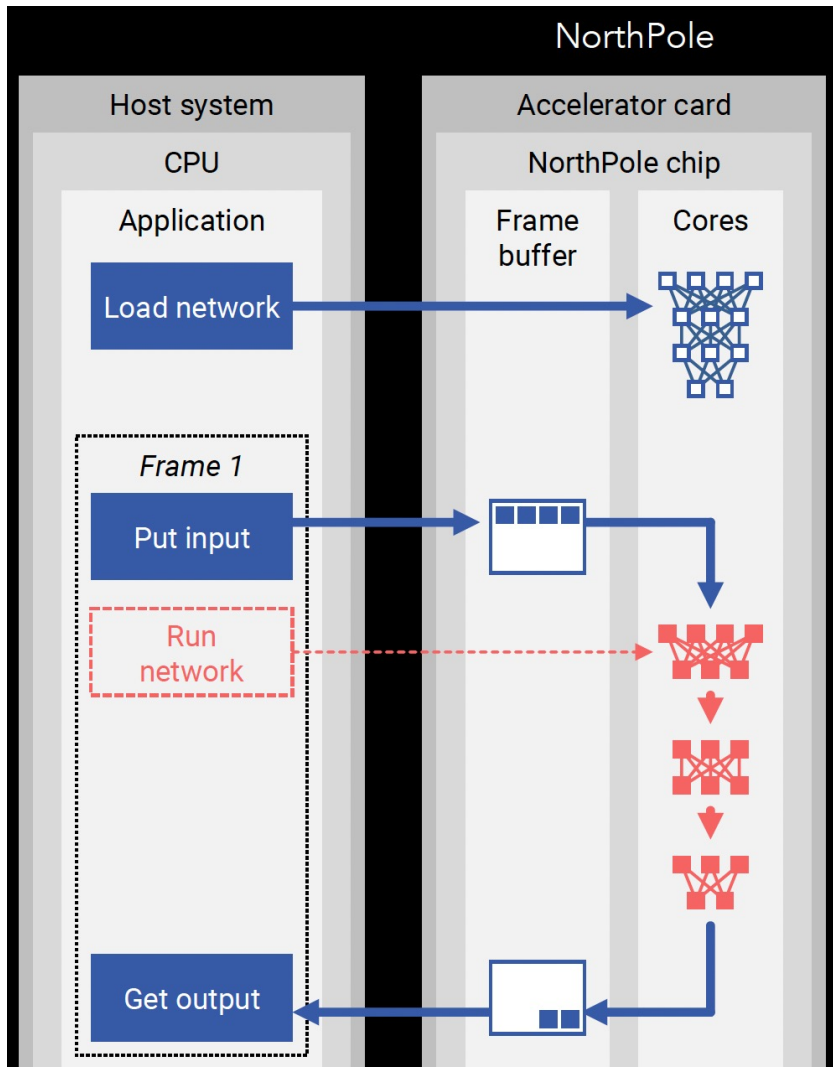 NorthPole
Host system
Accelerator card
CPU
NorthPole chip
Application
Frame
buffer
Cores
Load network
Frame 1
Put input
Run
network
Get output